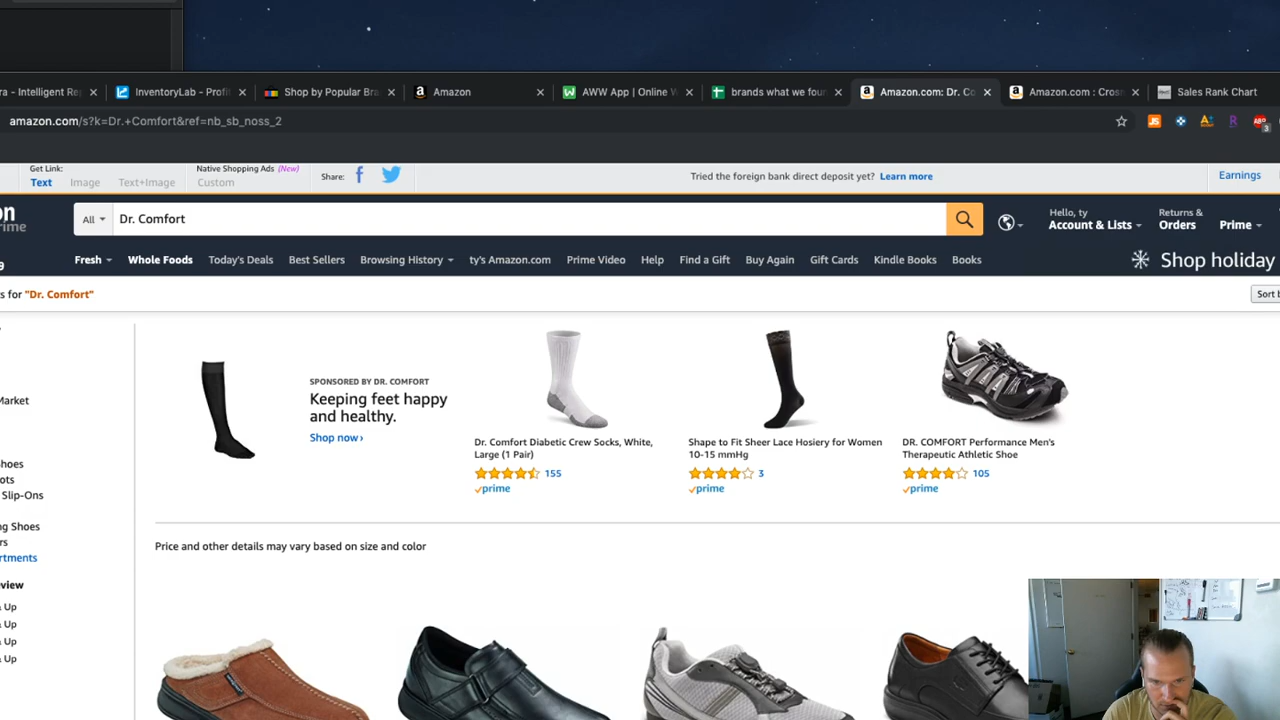 ra - Intelligent Re
InventoryLab - Profi
Shop by Popular Bra
Amazon
AWW App | Online W
brands what we foun
Amazon.com: Dr. Co
Amazon.com : Cros
Sales Rank Chart
amazon.com/s?k=Dr.+Comfort&ref=nb_sb_noss_2
Get Link:
Text
Image
Text+Image
Native Shopping Ads (New)
Custom
Share:
Tried the foreign bank direct deposit yet? Learn more
Earnings
on
prime
All
Dr. Comfort
Hello, ty
Account & Lists
Returns &
Orders
Prime
Fresh
Whole Foods
Today's Deals
Best Sellers
Browsing History
ty's Amazon.com
Prime Video
Help
Find a Gift
Buy Again
Gift Cards
Kindle Books
Books
Shop holiday
s for "Dr. Comfort"
Sort b
Market
hoes
ots
Slip-Ons
ng Shoes
rs
rtments
view
& Up
& Up
& Up
& Up
SPONSORED BY DR. COMFORT
Keeping feet happy
and healthy.
Shop now ›
Dr. Comfort Diabetic Crew Socks, White,
Large (1 Pair)
155
prime
Shape to Fit Sheer Lace Hosiery for Women
10-15 mmHg
3
prime
DR. COMFORT Performance Men's
Therapeutic Athletic Shoe
105
prime
Price and other details may vary based on size and color